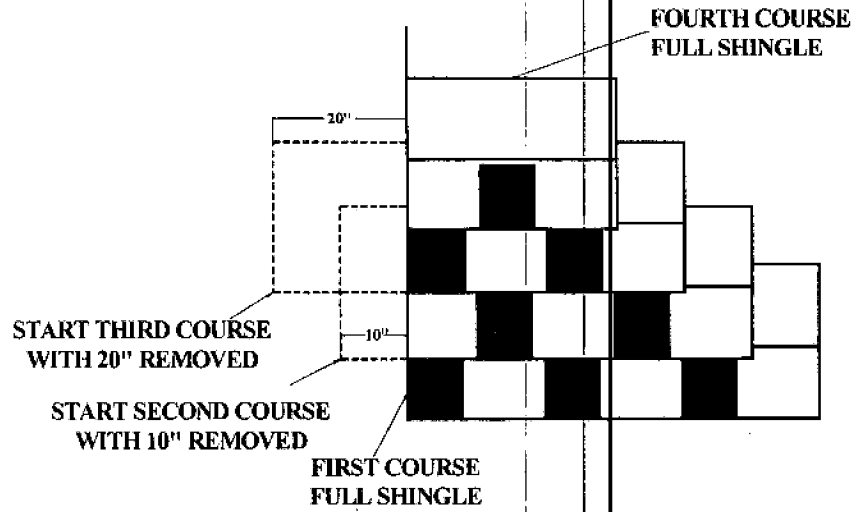 FOURTH COURSE
FULL SHINGLE
20"
10"
START THIRD COURSE
WITH 20" REMOVED
START SECOND COURSE
WITH 10" REMOVED
FIRST COURSE
FULL SHINGLE